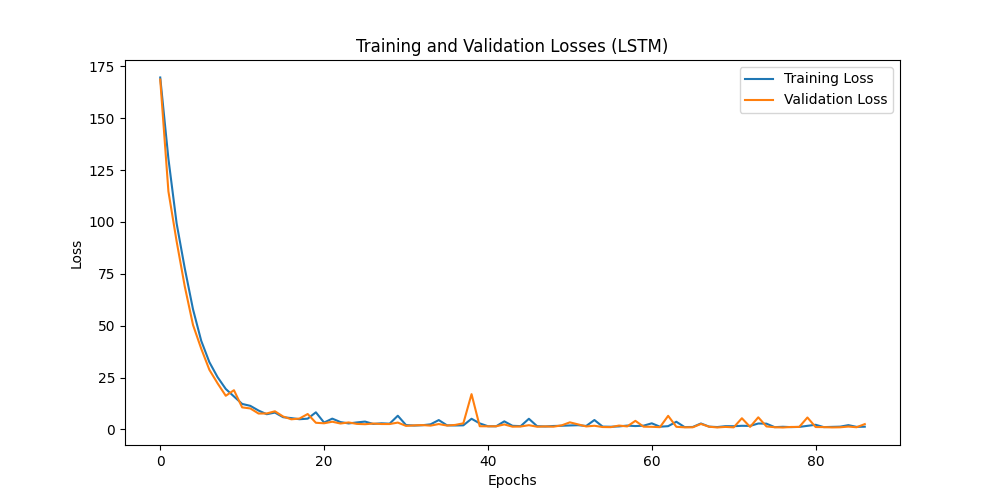 Training and Validation Losses (LSTM)
175
150
125
100
75
50
25
0
Loss
Training Loss
Validation Loss
0
20
40
60
80
Epochs